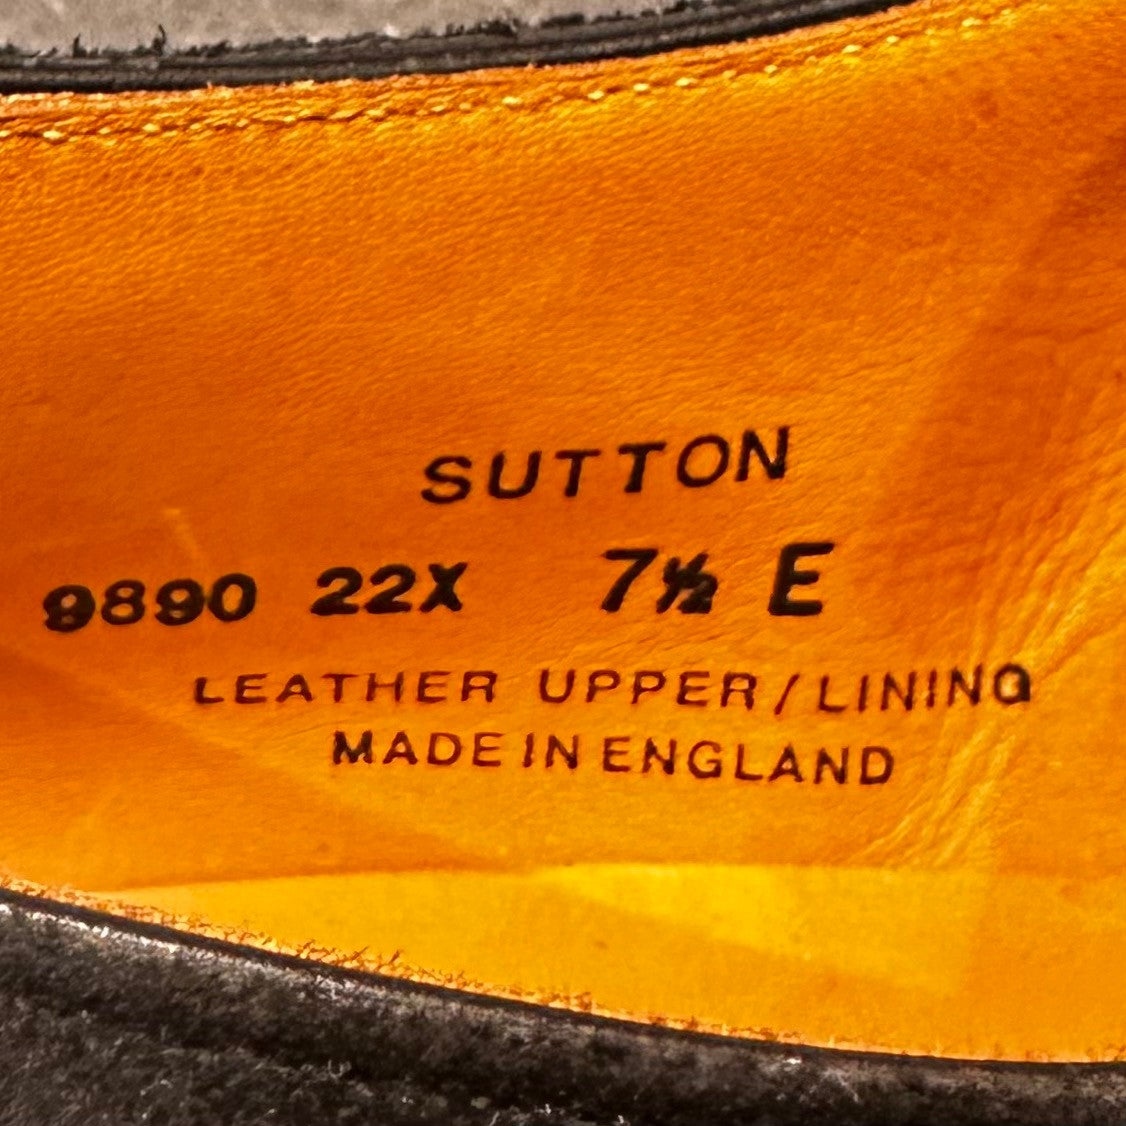 SUTTON
9890 22X 7½ E
LEATHER UPPER/LINING
MADE IN ENGLAND